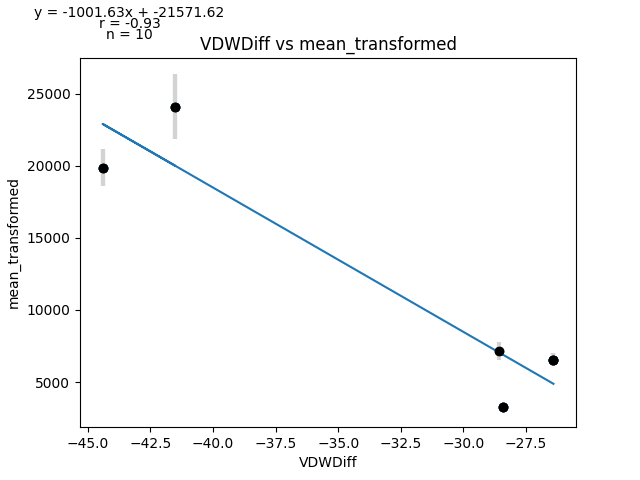 y = -1001.63x + -21571.62
r = -0.93
n = 10
VDWDiff vs mean_transformed
25000
20000
15000
10000
5000
mean_transformed
−45.0 −42.5 −40.0 −37.5 −35.0 −32.5 −30.0 −27.5
VDWDiff